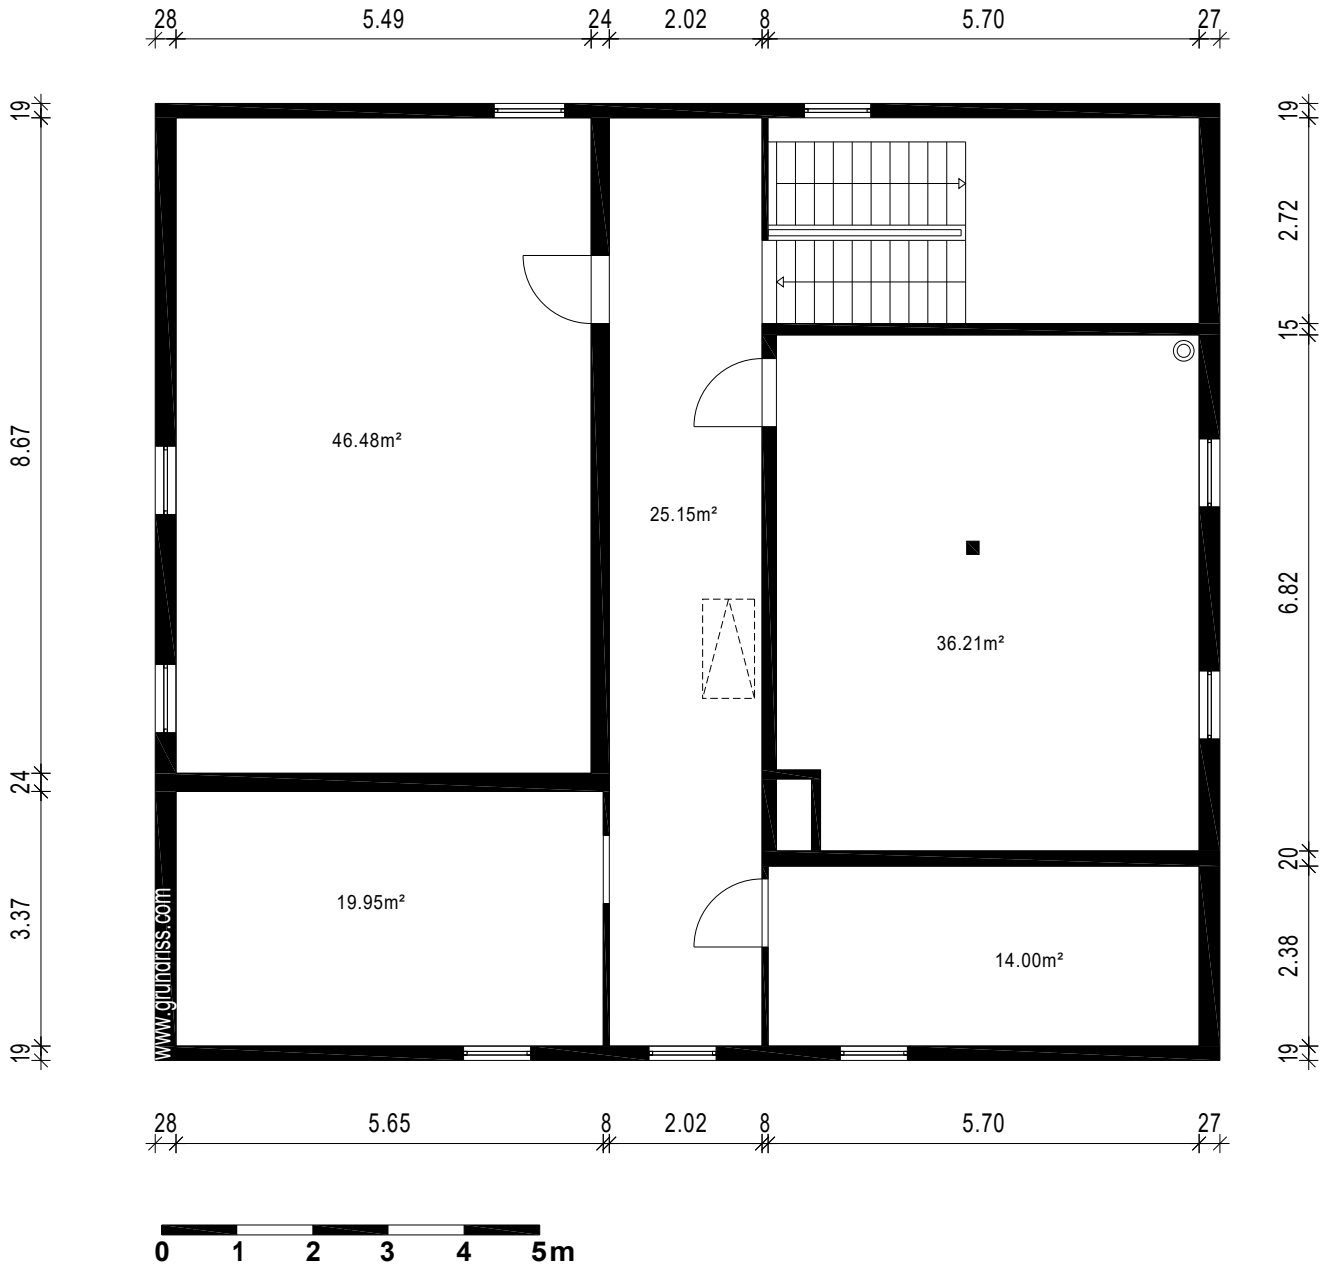 28 5.49 24 2.02 8 5.70 27
19
19
2.72
15
8.67
46.48m²
25.15m²
6.82
36.21m²
24
20
19.95m²
3.37
www.grundriss.com
14.00m²
2.38
19
19
28 5.65 8 2.02 8 5.70 27
0 1 2 3 4 5m